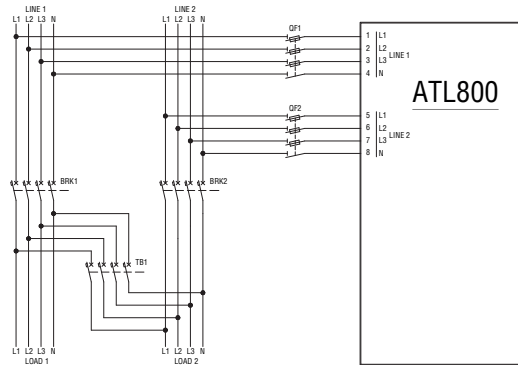 LINE 1
LINE 2
L1 L2 L3 N
L1 L2 L3 N
QF1
1 L1
2 L2
3 L3
4 N
LINE 1
ATL800
QF2
5 L1
6 L2
7 L3
8 N
LINE 2
BRK1
BRK2
TB1
L1 L2 L3 N
LOAD 1
L1 L2 L3 N
LOAD 2